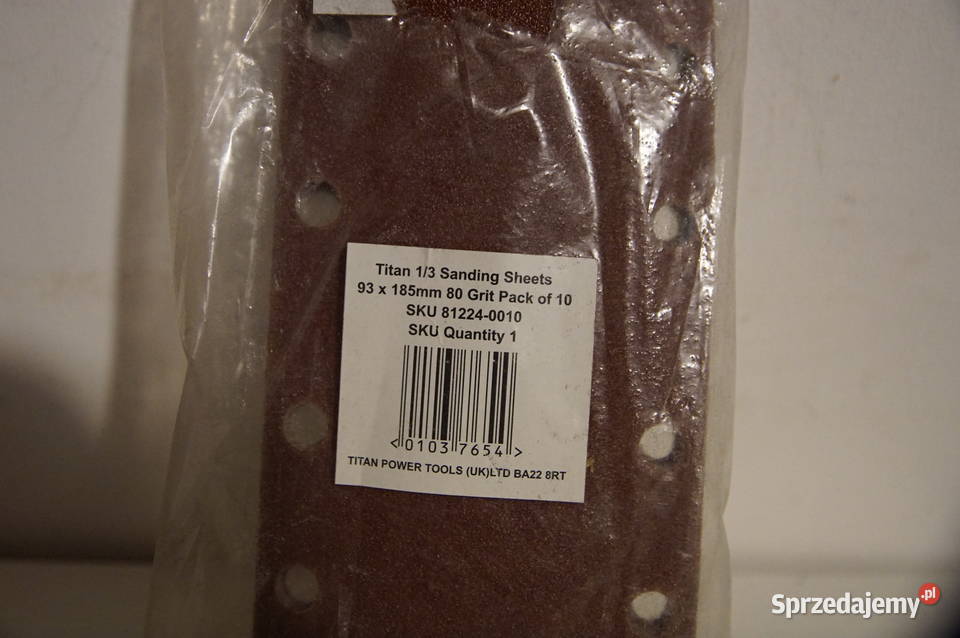 Titan 1/3 Sanding Sheets
93 x 185mm 80 Grit Pack of 10
SKU 81224-0010
SKU Quantity 1
<0103 7654>
TITAN POWER TOOLS (UK)LTD BA22 8RT
Sprzedajemy.pl